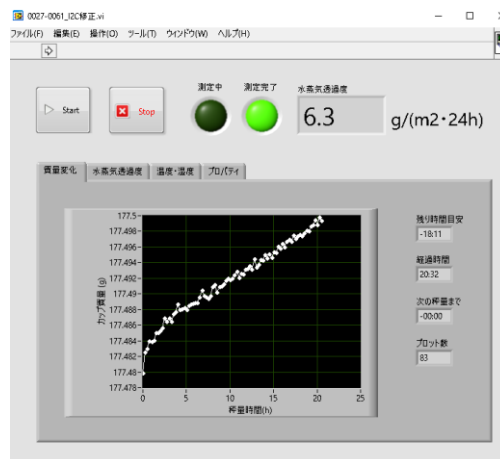 0027-0061_I2C修正.vi
ファイル(F) 編集(E) 操作(O) ツール(T) ウィンドウ(W) ヘルプ(H)
測定中 測定完了 水蒸気透過度
Start Stop 6.3 g/(m2・24h)
質量変化 水蒸気透過度 温度・湿度 プロパティ
カップ質量 (g)
177.5
177.498
177.496
177.494
177.492
177.49
177.488
177.486
177.484
177.482
177.48
177.478
0 5 10 15 20 25
秤量時間(h)
残り時間目安
-18:11
経過時間
20:32
次の秤量まで
-00:00
プロット数
83